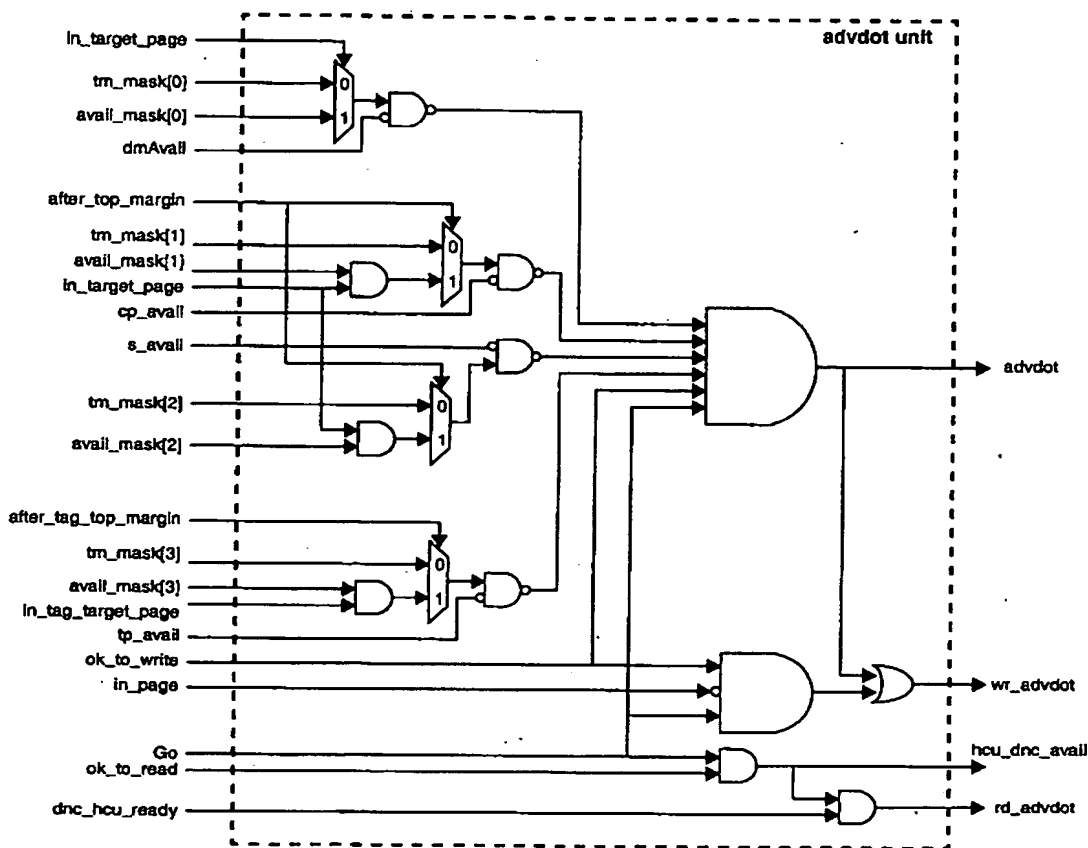 in_target_page
advdot unit
tm_mask[0]
0
avail_mask[0]
1
dmAvail
after_top_margin
tm_mask[1]
0
avail_mask[1]
in_target_page
1
cp_avail
s_avail
advdot
tm_mask[2]
0
avail_mask[2]
1
after_tag_top_margin
tm_mask[3]
0
avail_mask[3]
1
in_tag_target_page
tp_avail
ok_to_write
in_page
wr_advdot
Go
hcu_dnc_avail
ok_to_read
dnc_hcu_ready
rd_advdot